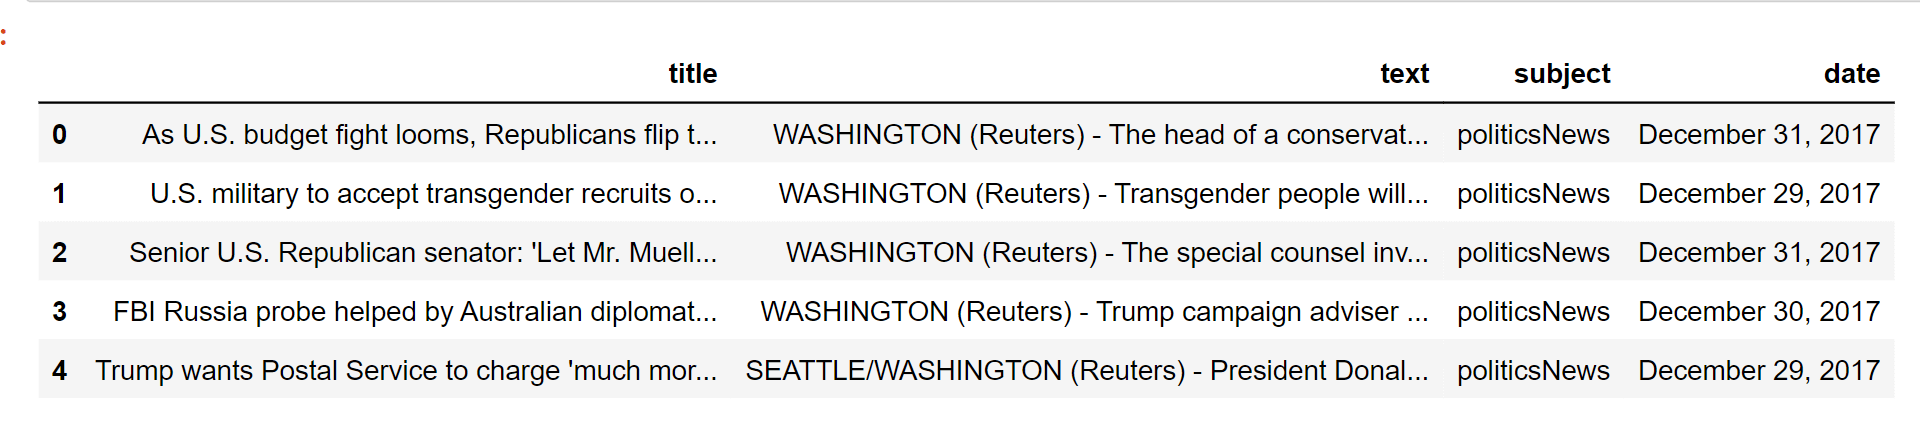 :
title text subject date
0 As U.S. budget fight looms, Republicans flip t... WASHINGTON (Reuters) - The head of a conservat... politicsNews December 31, 2017
1 U.S. military to accept transgender recruits o... WASHINGTON (Reuters) - Transgender people will... politicsNews December 29, 2017
2 Senior U.S. Republican senator: 'Let Mr. Muell... WASHINGTON (Reuters) - The special counsel inv... politicsNews December 31, 2017
3 FBI Russia probe helped by Australian diplomat... WASHINGTON (Reuters) - Trump campaign adviser ... politicsNews December 30, 2017
4 Trump wants Postal Service to charge 'much mor... SEATTLE/WASHINGTON (Reuters) - President Donal... politicsNews December 29, 2017